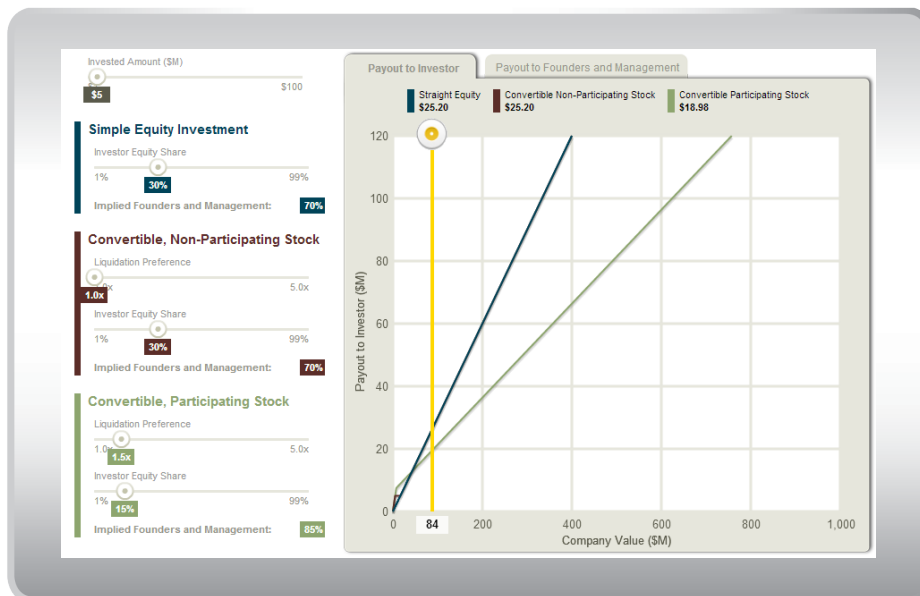 Invested Amount ($M)
$100
$5
Simple Equity Investment
Investor Equity Share
1% 99%
30%
Implied Founders and Management: 70%
Convertible, Non-Participating Stock
Liquidation Preference
5.0x
1.0x
Investor Equity Share
1% 99%
30%
Implied Founders and Management: 70%
Convertible, Participating Stock
Liquidation Preference
5.0x
1.5x
Investor Equity Share
1% 99%
15%
Implied Founders and Management: 85%
Payout to Investor Payout to Founders and Management
Straight Equity Convertible Non-Participating Stock Convertible Participating Stock
$25.20 $25.20 $18.98
Payout to Investor ($M)
120
100
80
60
40
20
0
0 84 200 400 600 800 1,000
Company Value ($M)